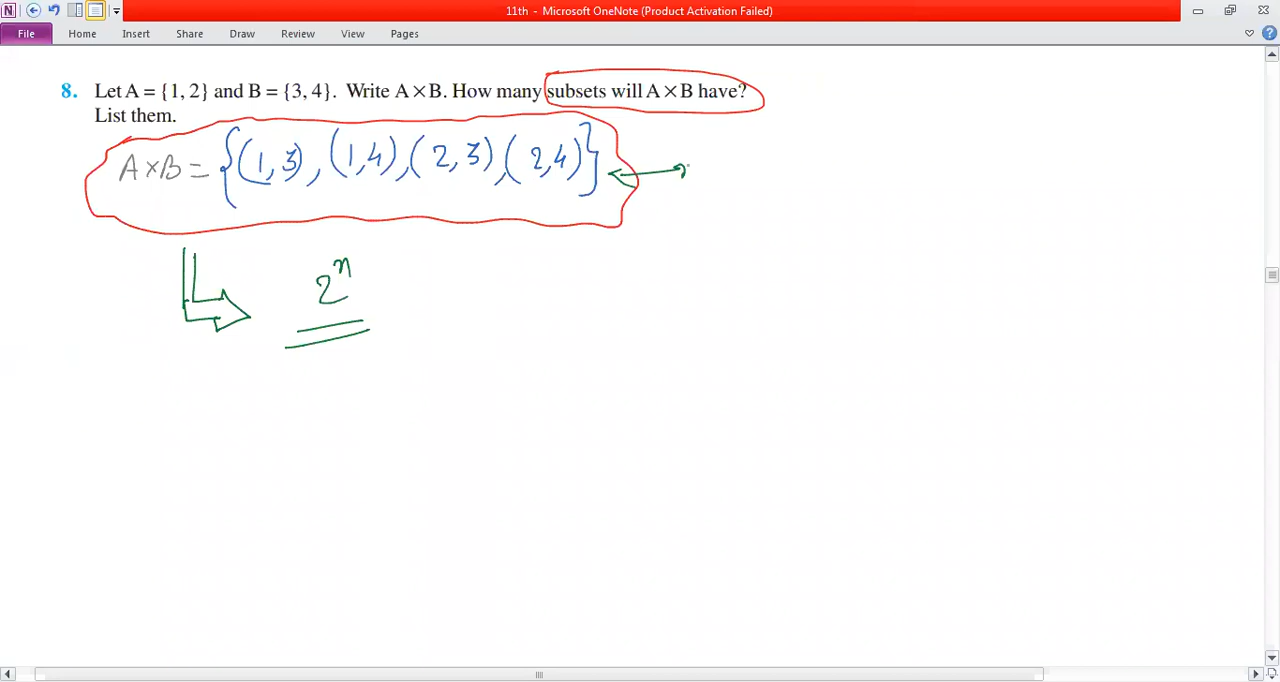 11th - Microsoft OneNote (Product Activation Failed)
File Home Insert Share Draw Review View Pages
8. Let A = {1, 2} and B = {3, 4}. Write A × B. How many subsets will A × B have?
List them.
A×B = {(1,3), (1,4), (2,3), (2,4)}
2ⁿ